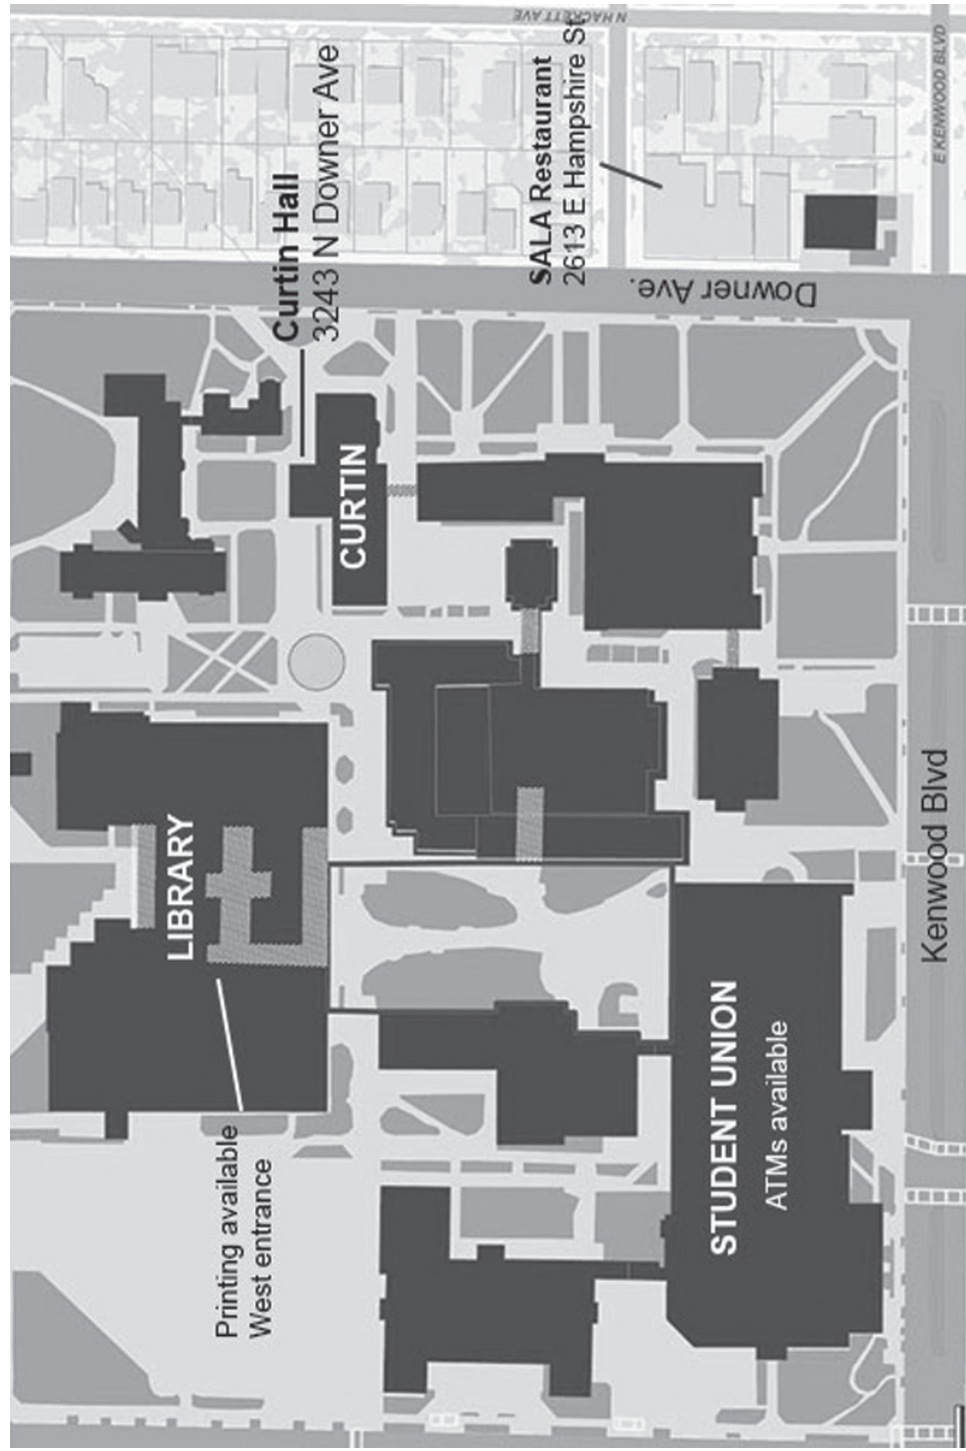 N HACKETT AVE
E KENWOOD BLVD
Curtin Hall
3243 N Downer Ave
SALA Restaurant
2613 E Hampshire St
Downer Ave.
CURTIN
LIBRARY
Printing available
West entrance
STUDENT UNION
ATMs available
Kenwood Blvd